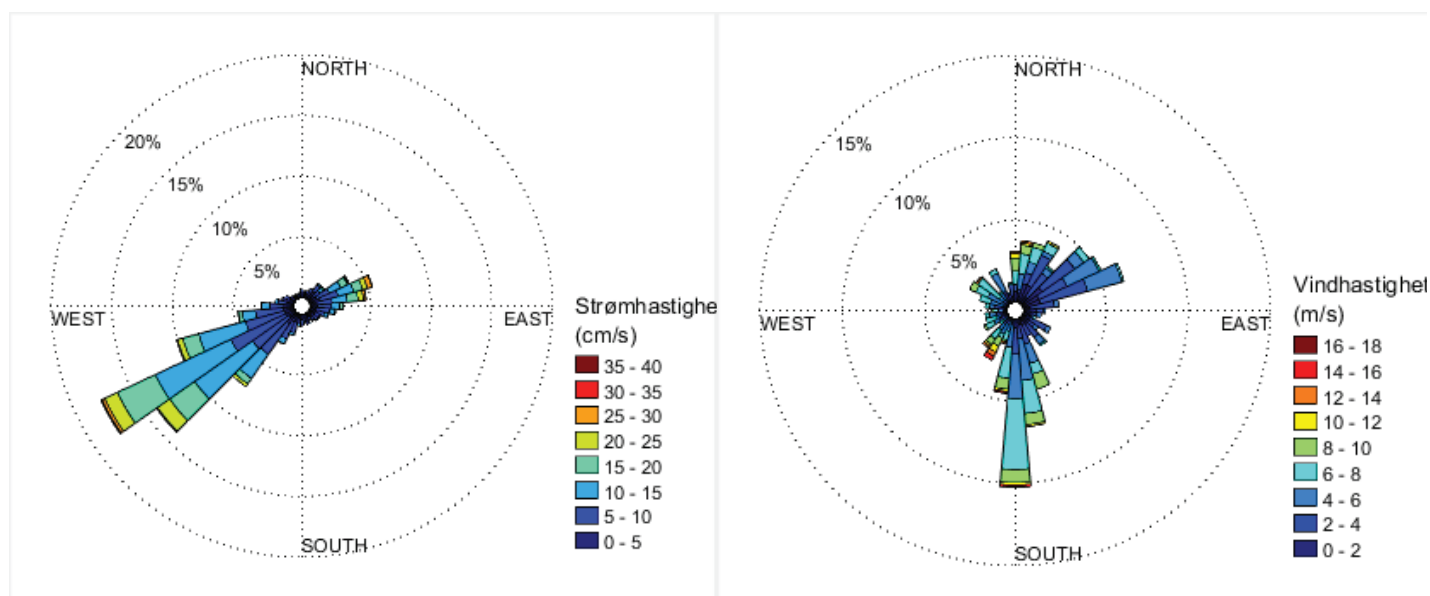 NORTH
20%
15%
10%
5%
WEST
EAST
SOUTH
Strømhastighe
(cm/s)
35 - 40
30 - 35
25 - 30
20 - 25
15 - 20
10 - 15
5 - 10
0 - 5
NORTH
15%
10%
5%
WEST
EAST
SOUTH
Vindhastighet
(m/s)
16 - 18
14 - 16
12 - 14
10 - 12
8 - 10
6 - 8
4 - 6
2 - 4
0 - 2